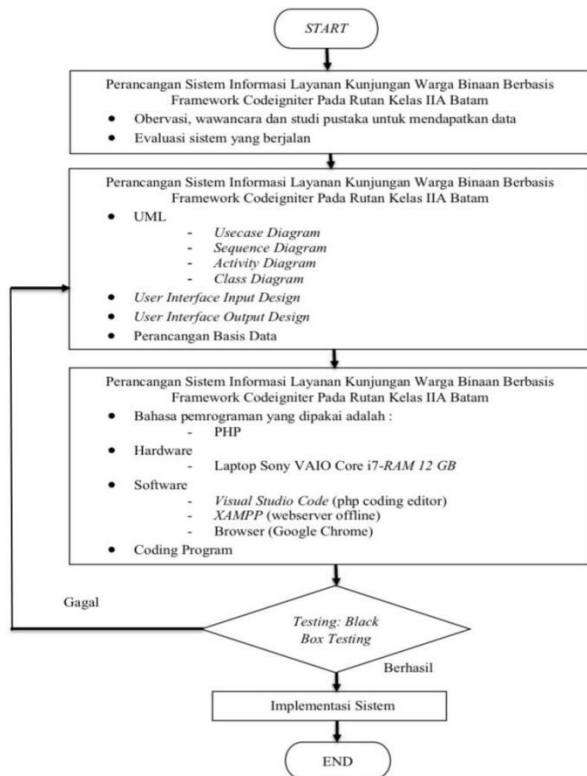 START
Perancangan Sistem Informasi Layanan Kunjungan Warga Binaan Berbasis
Framework Codeigniter Pada Rutan Kelas IIA Batam
• Obervasi, wawancara dan studi pustaka untuk mendapatkan data
• Evaluasi sistem yang berjalan
Perancangan Sistem Informasi Layanan Kunjungan Warga Binaan Berbasis
Framework Codeigniter Pada Rutan Kelas IIA Batam
• UML
- Usecase Diagram
- Sequence Diagram
- Activity Diagram
- Class Diagram
• User Interface Input Design
• User Interface Output Design
• Perancangan Basis Data
Perancangan Sistem Informasi Layanan Kunjungan Warga Binaan Berbasis
Framework Codeigniter Pada Rutan Kelas IIA Batam
• Bahasa pemrograman yang dipakai adalah :
- PHP
• Hardware
- Laptop Sony VAIO Core i7-RAM 12 GB
• Software
- Visual Studio Code (php coding editor)
- XAMPP (webserver offline)
- Browser (Google Chrome)
• Coding Program
Gagal
Testing: Black
Box Testing
Berhasil
Implementasi Sistem
END